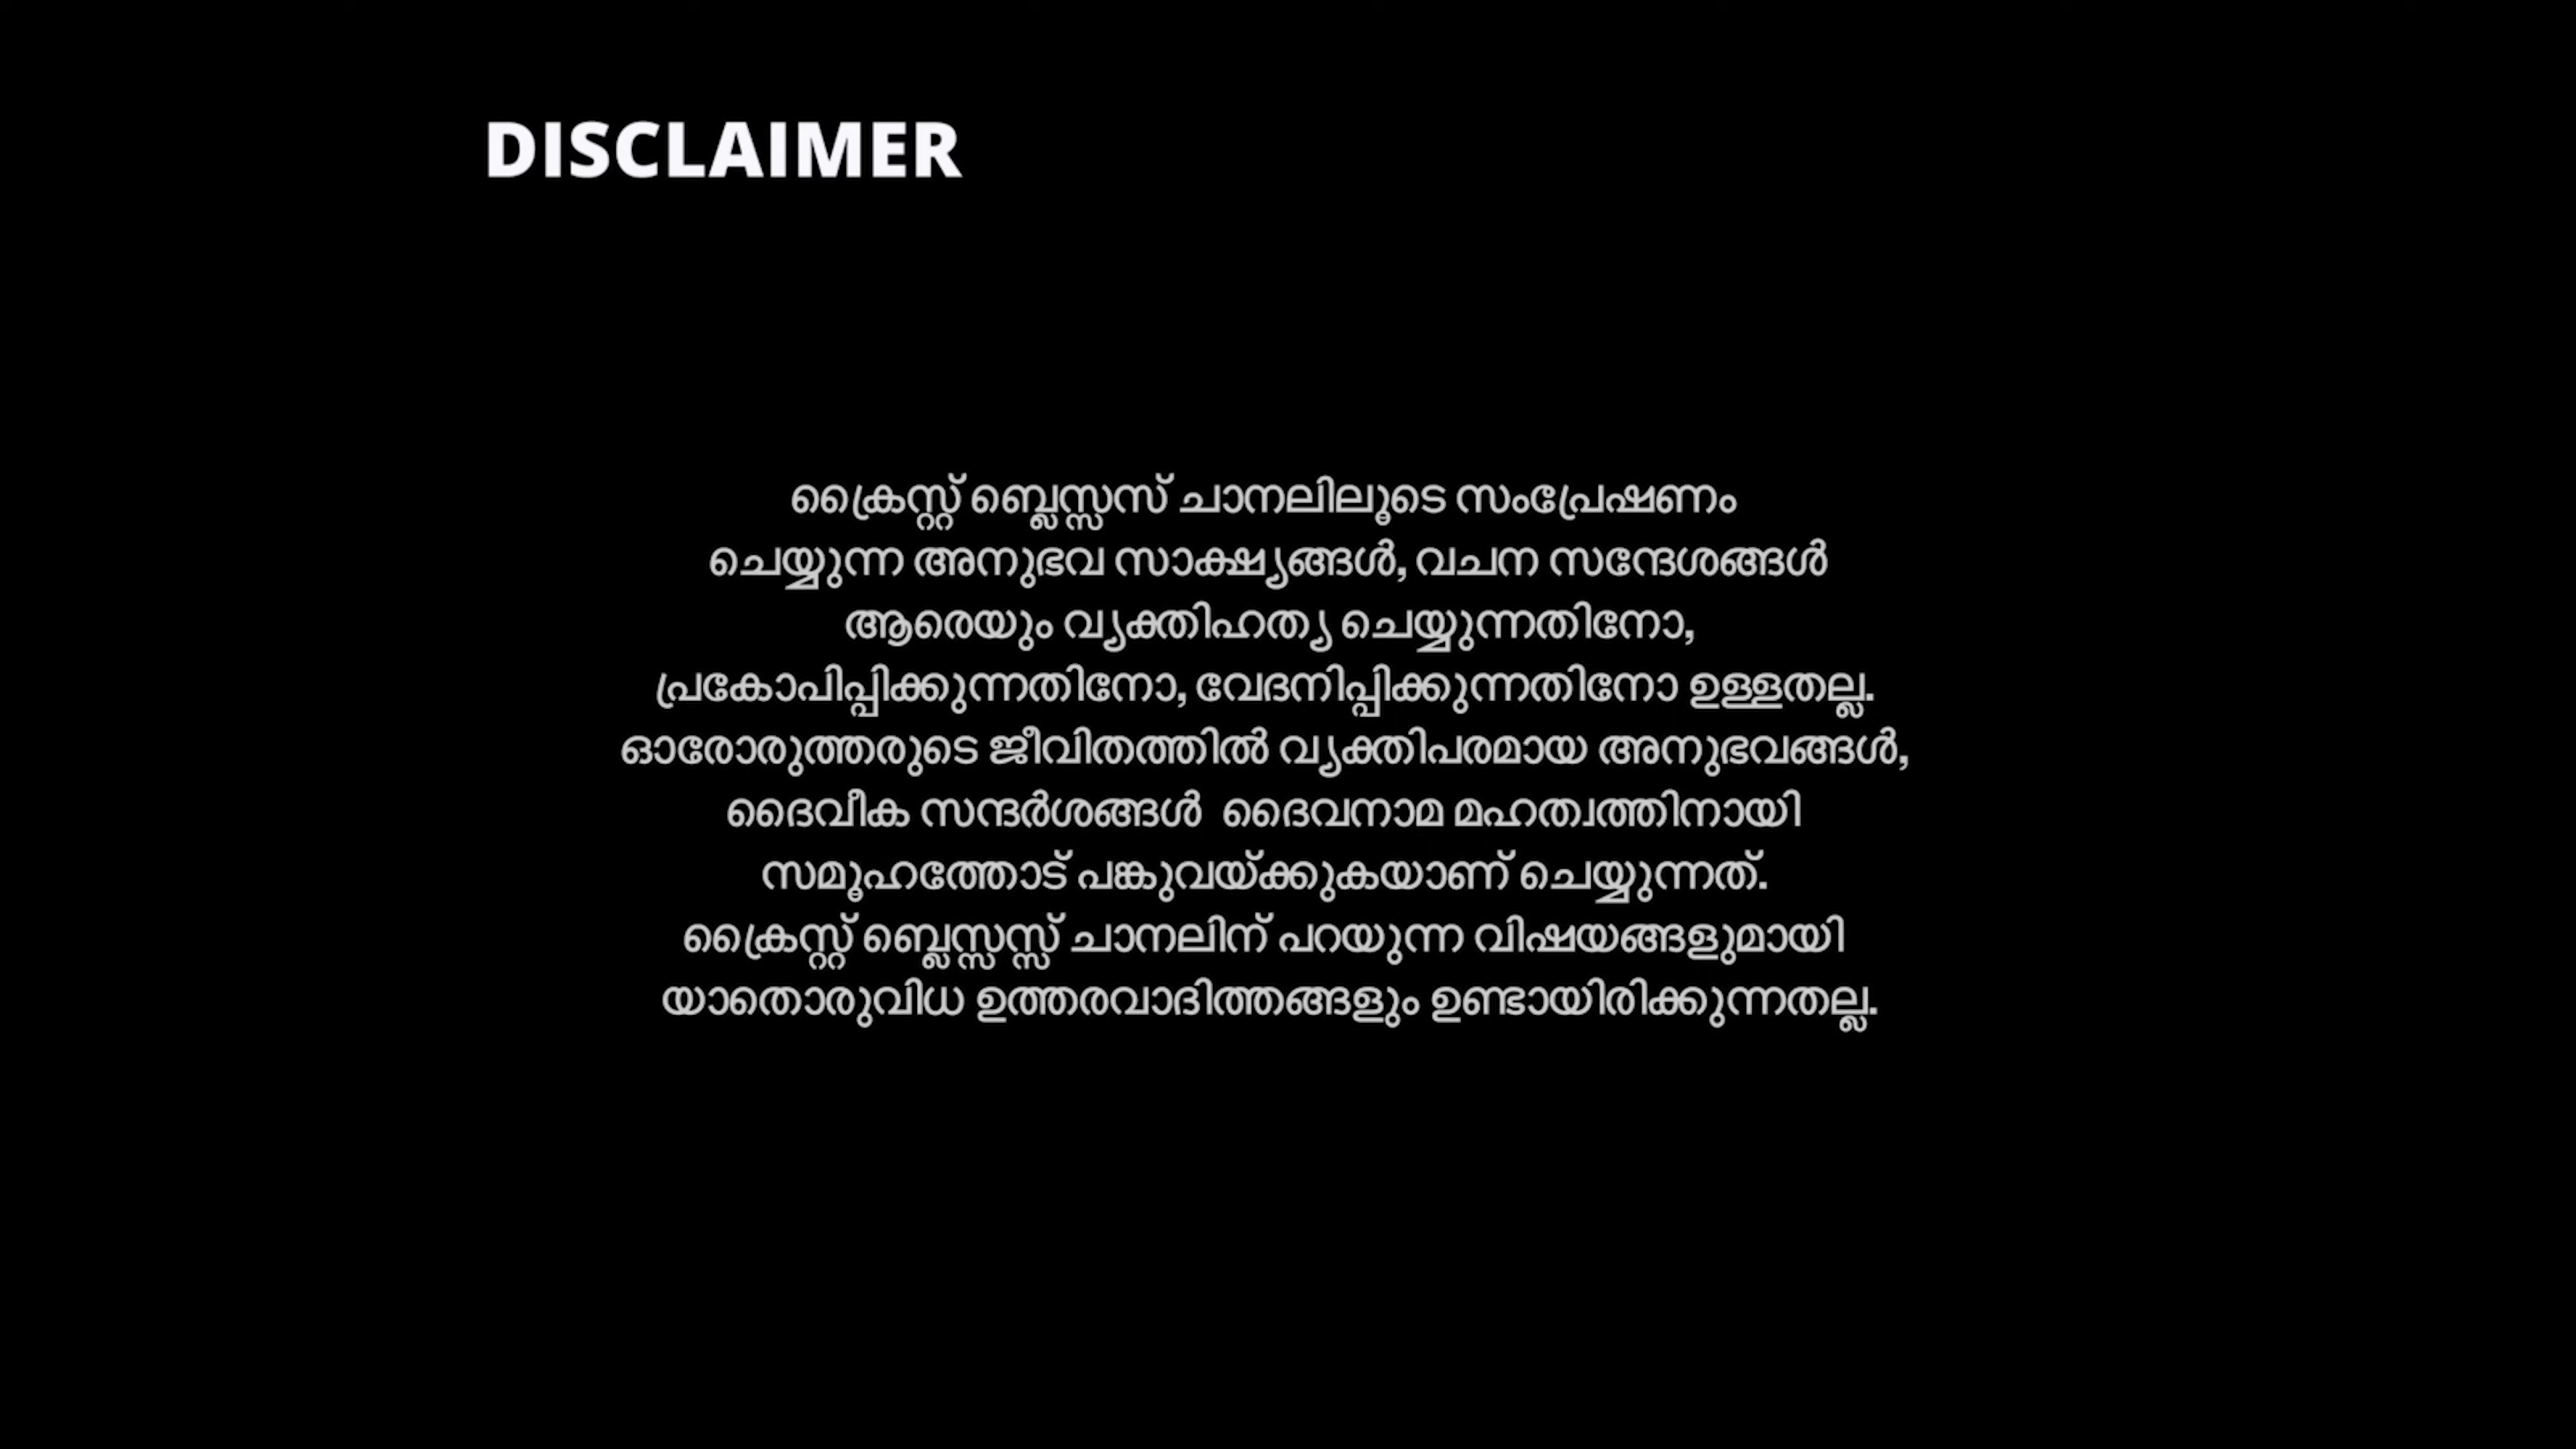 DISCLAIMER
ക്രൈസ്റ്റ് ബ്ലെസ്സസ് ചാനലിലൂടെ സംപ്രേഷണം
ചെയ്യുന്ന അനുഭവ സാക്ഷ്യങ്ങൾ, വചന സന്ദേശങ്ങൾ
ആരെയും വ്യക്തിഹത്യ ചെയ്യുന്നതിനോ,
പ്രകോപിപ്പിക്കുന്നതിനോ, വേദനിപ്പിക്കുന്നതിനോ ഉള്ളതല്ല.
ഓരോരുത്തരുടെ ജീവിതത്തിൽ വ്യക്തിപരമായ അനുഭവങ്ങൾ,
ദൈവീക സന്ദർശങ്ങൾ ദൈവനാമ മഹത്വത്തിനായി
സമൂഹത്തോട് പങ്കുവയ്ക്കുകയാണ് ചെയ്യുന്നത്.
ക്രൈസ്റ്റ് ബ്ലെസ്സസ്സ് ചാനലിന് പറയുന്ന വിഷയങ്ങളുമായി
യാതൊരുവിധ ഉത്തരവാദിത്തങ്ങളും ഉണ്ടായിരിക്കുന്നതല്ല.